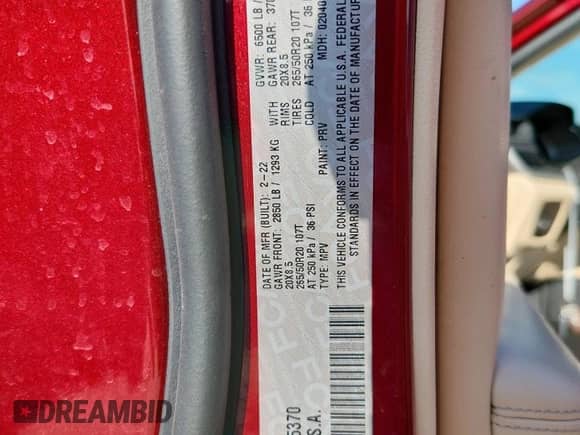 DATE OF MFR (BUILT): 2-22 GVWR: 6500 LB /
GAWR FRONT: 2850 LB / 1293 KG WITH GAWR REAR: 370
20X8.5 RIMS 20X8.5
265/50R20 107T TIRES 265/50R20 107T
AT 250 kPa / 36 PSI COLD AT 250 kPa / 36
TYPE: MPV PAINT: PRV MDH: 02040
THIS VEHICLE CONFORMS TO ALL APPLICABLE U.S.A. FEDERAL
STANDARDS IN EFFECT ON THE DATE OF MANUFACTUR
5370
S.A.
DREAMBID